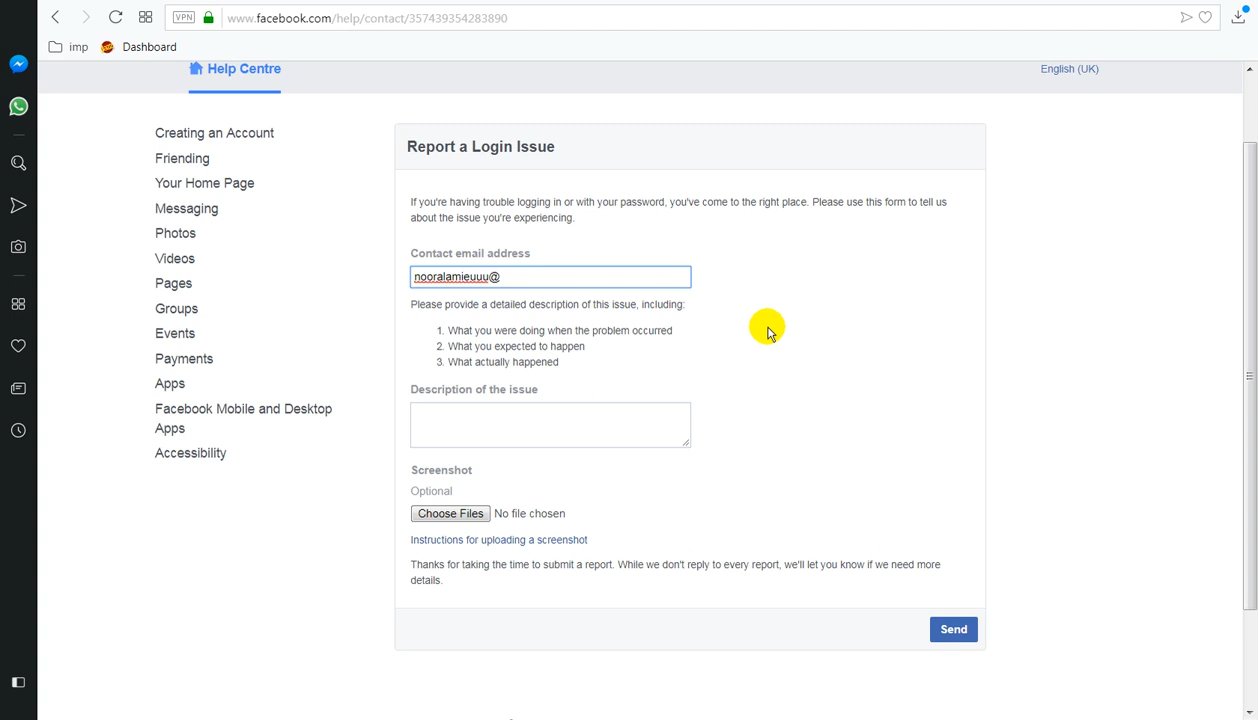 VPN
www.facebook.com/help/contact/357439354283890
imp
Dashboard
Help Centre
English (UK)
Creating an Account
Friending
Your Home Page
Messaging
Photos
Videos
Pages
Groups
Events
Payments
Apps
Facebook Mobile and Desktop
Apps
Accessibility
Report a Login Issue
If you're having trouble logging in or with your password, you've come to the right place. Please use this form to tell us
about the issue you're experiencing.
Contact email address
nooralamieuuu@
Please provide a detailed description of this issue, including:
1. What you were doing when the problem occurred
2. What you expected to happen
3. What actually happened
Description of the issue
Screenshot
Optional
Choose Files No file chosen
Instructions for uploading a screenshot
Thanks for taking the time to submit a report. While we don't reply to every report, we'll let you know if we need more
details.
Send